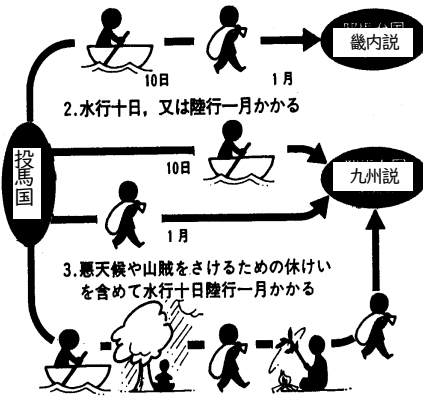 畿内説
10日
1月
2.水行十日，又は陸行一月かかる
投馬国
10日
九州説
1月
3.悪天候や山賊をさけるための休けい
を含めて水行十日陸行一月かかる